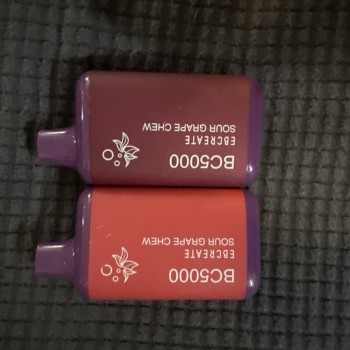 BC5000
EBCREATE
SOUR GRAPE CHEW
BC5000
EBCREATE
SOUR GRAPE CHEW